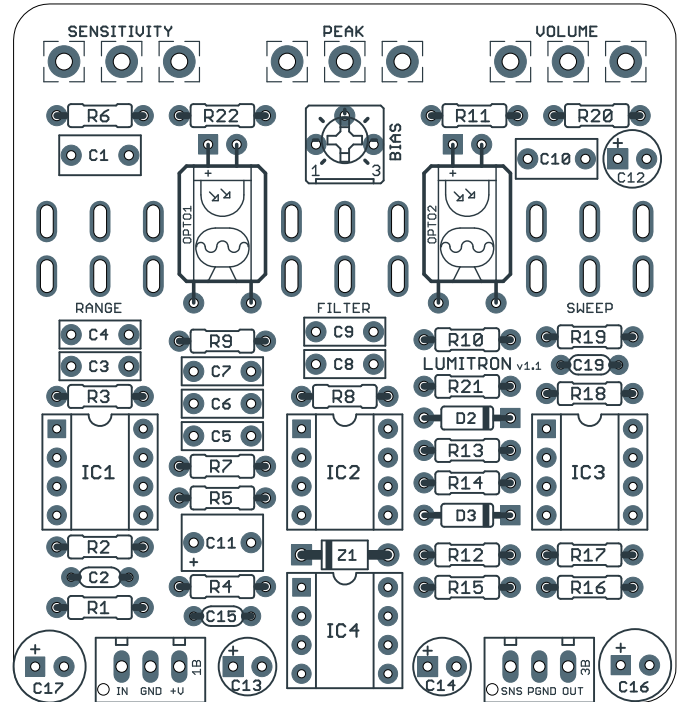 SENSITIVITY PEAK VOLUME
R6 R22 R11 R20
BIAS
C1 C10
+ C12
1 3
+ +
OPTO1 OPTO2
RANGE FILTER SWEEP
C4 R9 C9 R10 R19
C3 C7 C8 LUMITRON v1.1 C19
R3 C6 R8 R21 R18
C5 D2
R13
IC1 R7 IC2 R14 IC3
R5 D3
R2 C11 Z1 R12 R17
+
C2 R4 R15 R16
R1 C15 IC4
+ 1B + + 3B +
C17 IN GND +V C13 C14 SNS PGND OUT C16